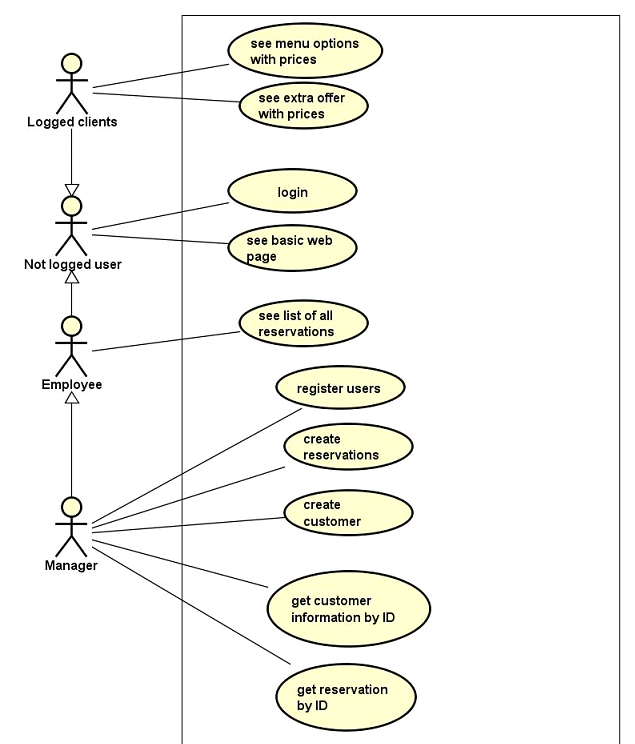 see menu options
with prices
Logged clients
see extra offer
with prices
login
Not logged user
see basic web
page
see list of all
reservations
Employee
register users
create
reservations
create
customer
Manager
get customer
information by ID
get reservation
by ID